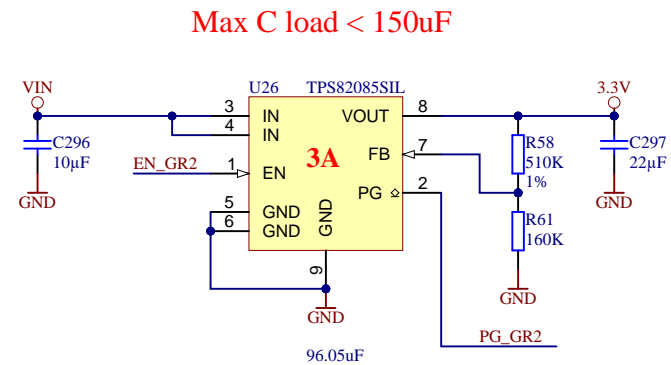 Max C load < 150uF
VIN
U26 TPS82085SIL
3.3V
3 IN VOUT 8
4 IN
C296
10µF
GND
EN_GR2 1 EN
3A
FB 7
R58
510K
1%
C297
22µF
GND
PG 2
5 GND
6 GND
GND
9
R61
160K
GND
GND
PG_GR2
96.05uF